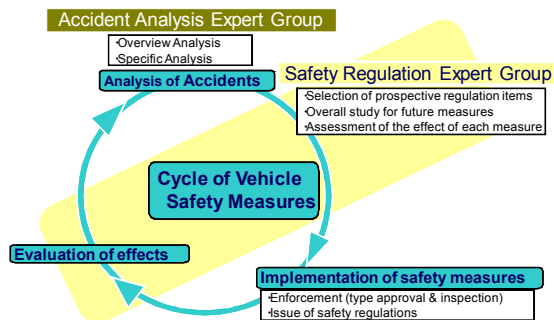 Accident Analysis Expert Group
·Overview Analysis
·Specific Analysis
Analysis of Accidents
Safety Regulation Expert Group
·Selection of prospective regulation items
·Overall study for future measures
·Assessment of the effect of each measure
Cycle of Vehicle
Safety Measures
Evaluation of effects
Implementation of safety measures
·Enforcement (type approval & inspection)
·Issue of safety regulations